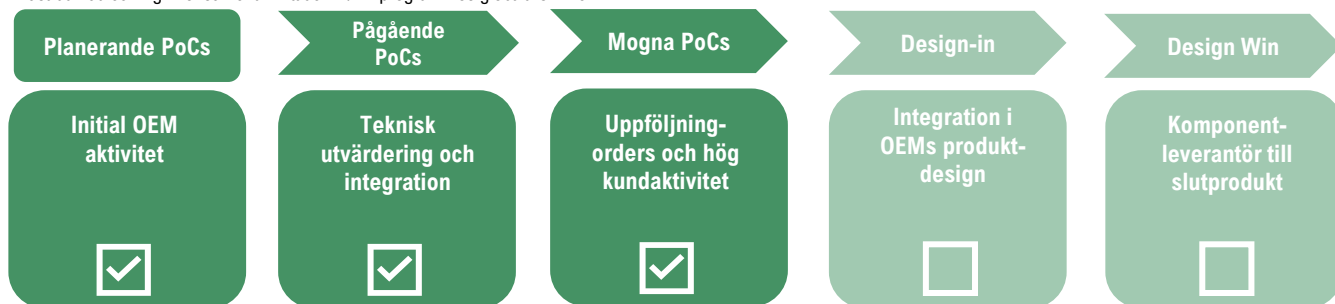 Planerande PoCs
Pågående
PoCs
Mogna PoCs
Design-in
Design Win
Initial OEM
aktivitet
Teknisk
utvärdering och
integration
Uppföljning-
orders och hög
kundaktivitet
Integration i
OEMs produkt-
design
Komponent-
leverantör till
slutprodukt